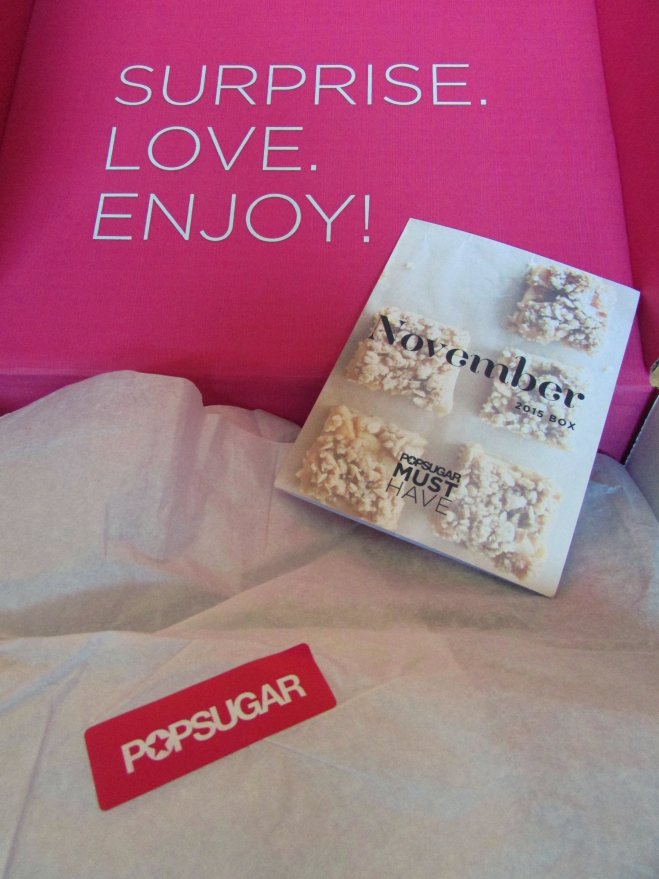 SURPRISE.
LOVE.
ENJOY!
November
2015 BOX
POPSUGAR
MUST
HAVE
POPSUGAR